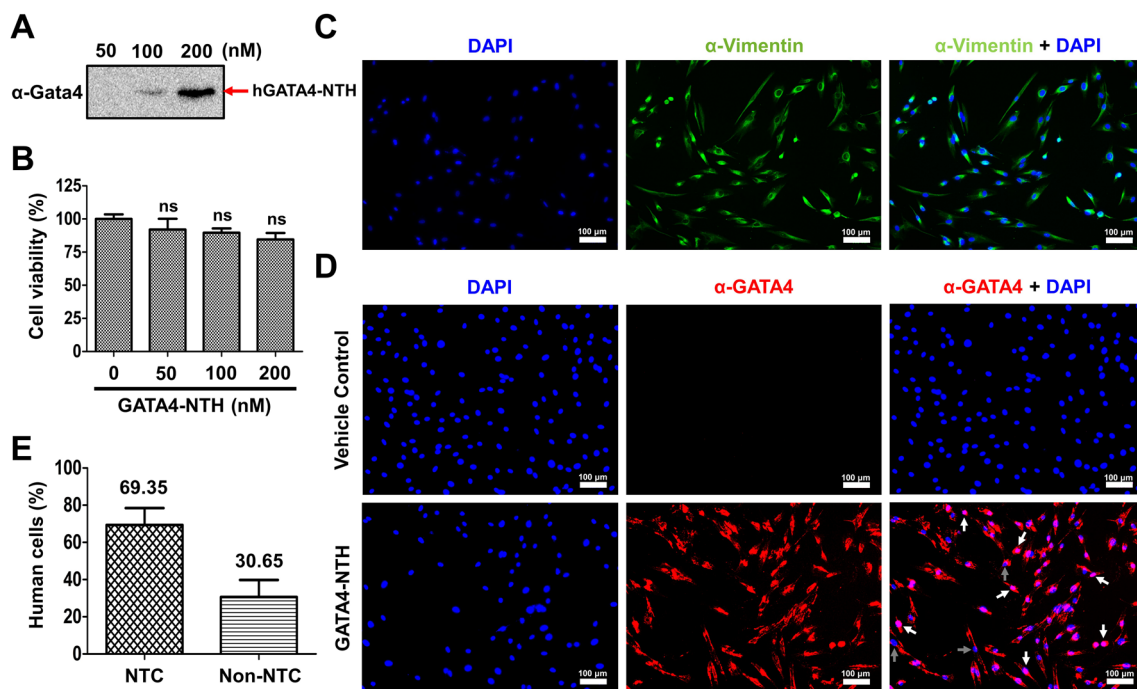 A
50 100 200 (nM)
α-Gata4
hGATA4-NTH
B
Cell viability (%)
125
100
75
50
25
0
ns
ns
ns
0 50 100 200
GATA4-NTH (nM)
C
DAPI
α-Vimentin
α-Vimentin + DAPI
100 µm
100 µm
100 µm
D
DAPI
α-GATA4
α-GATA4 + DAPI
Vehicle Control
100 µm
100 µm
100 µm
GATA4-NTH
100 µm
100 µm
100 µm
E
Human cells (%)
100
80
60
40
20
0
69.35
30.65
NTC Non-NTC